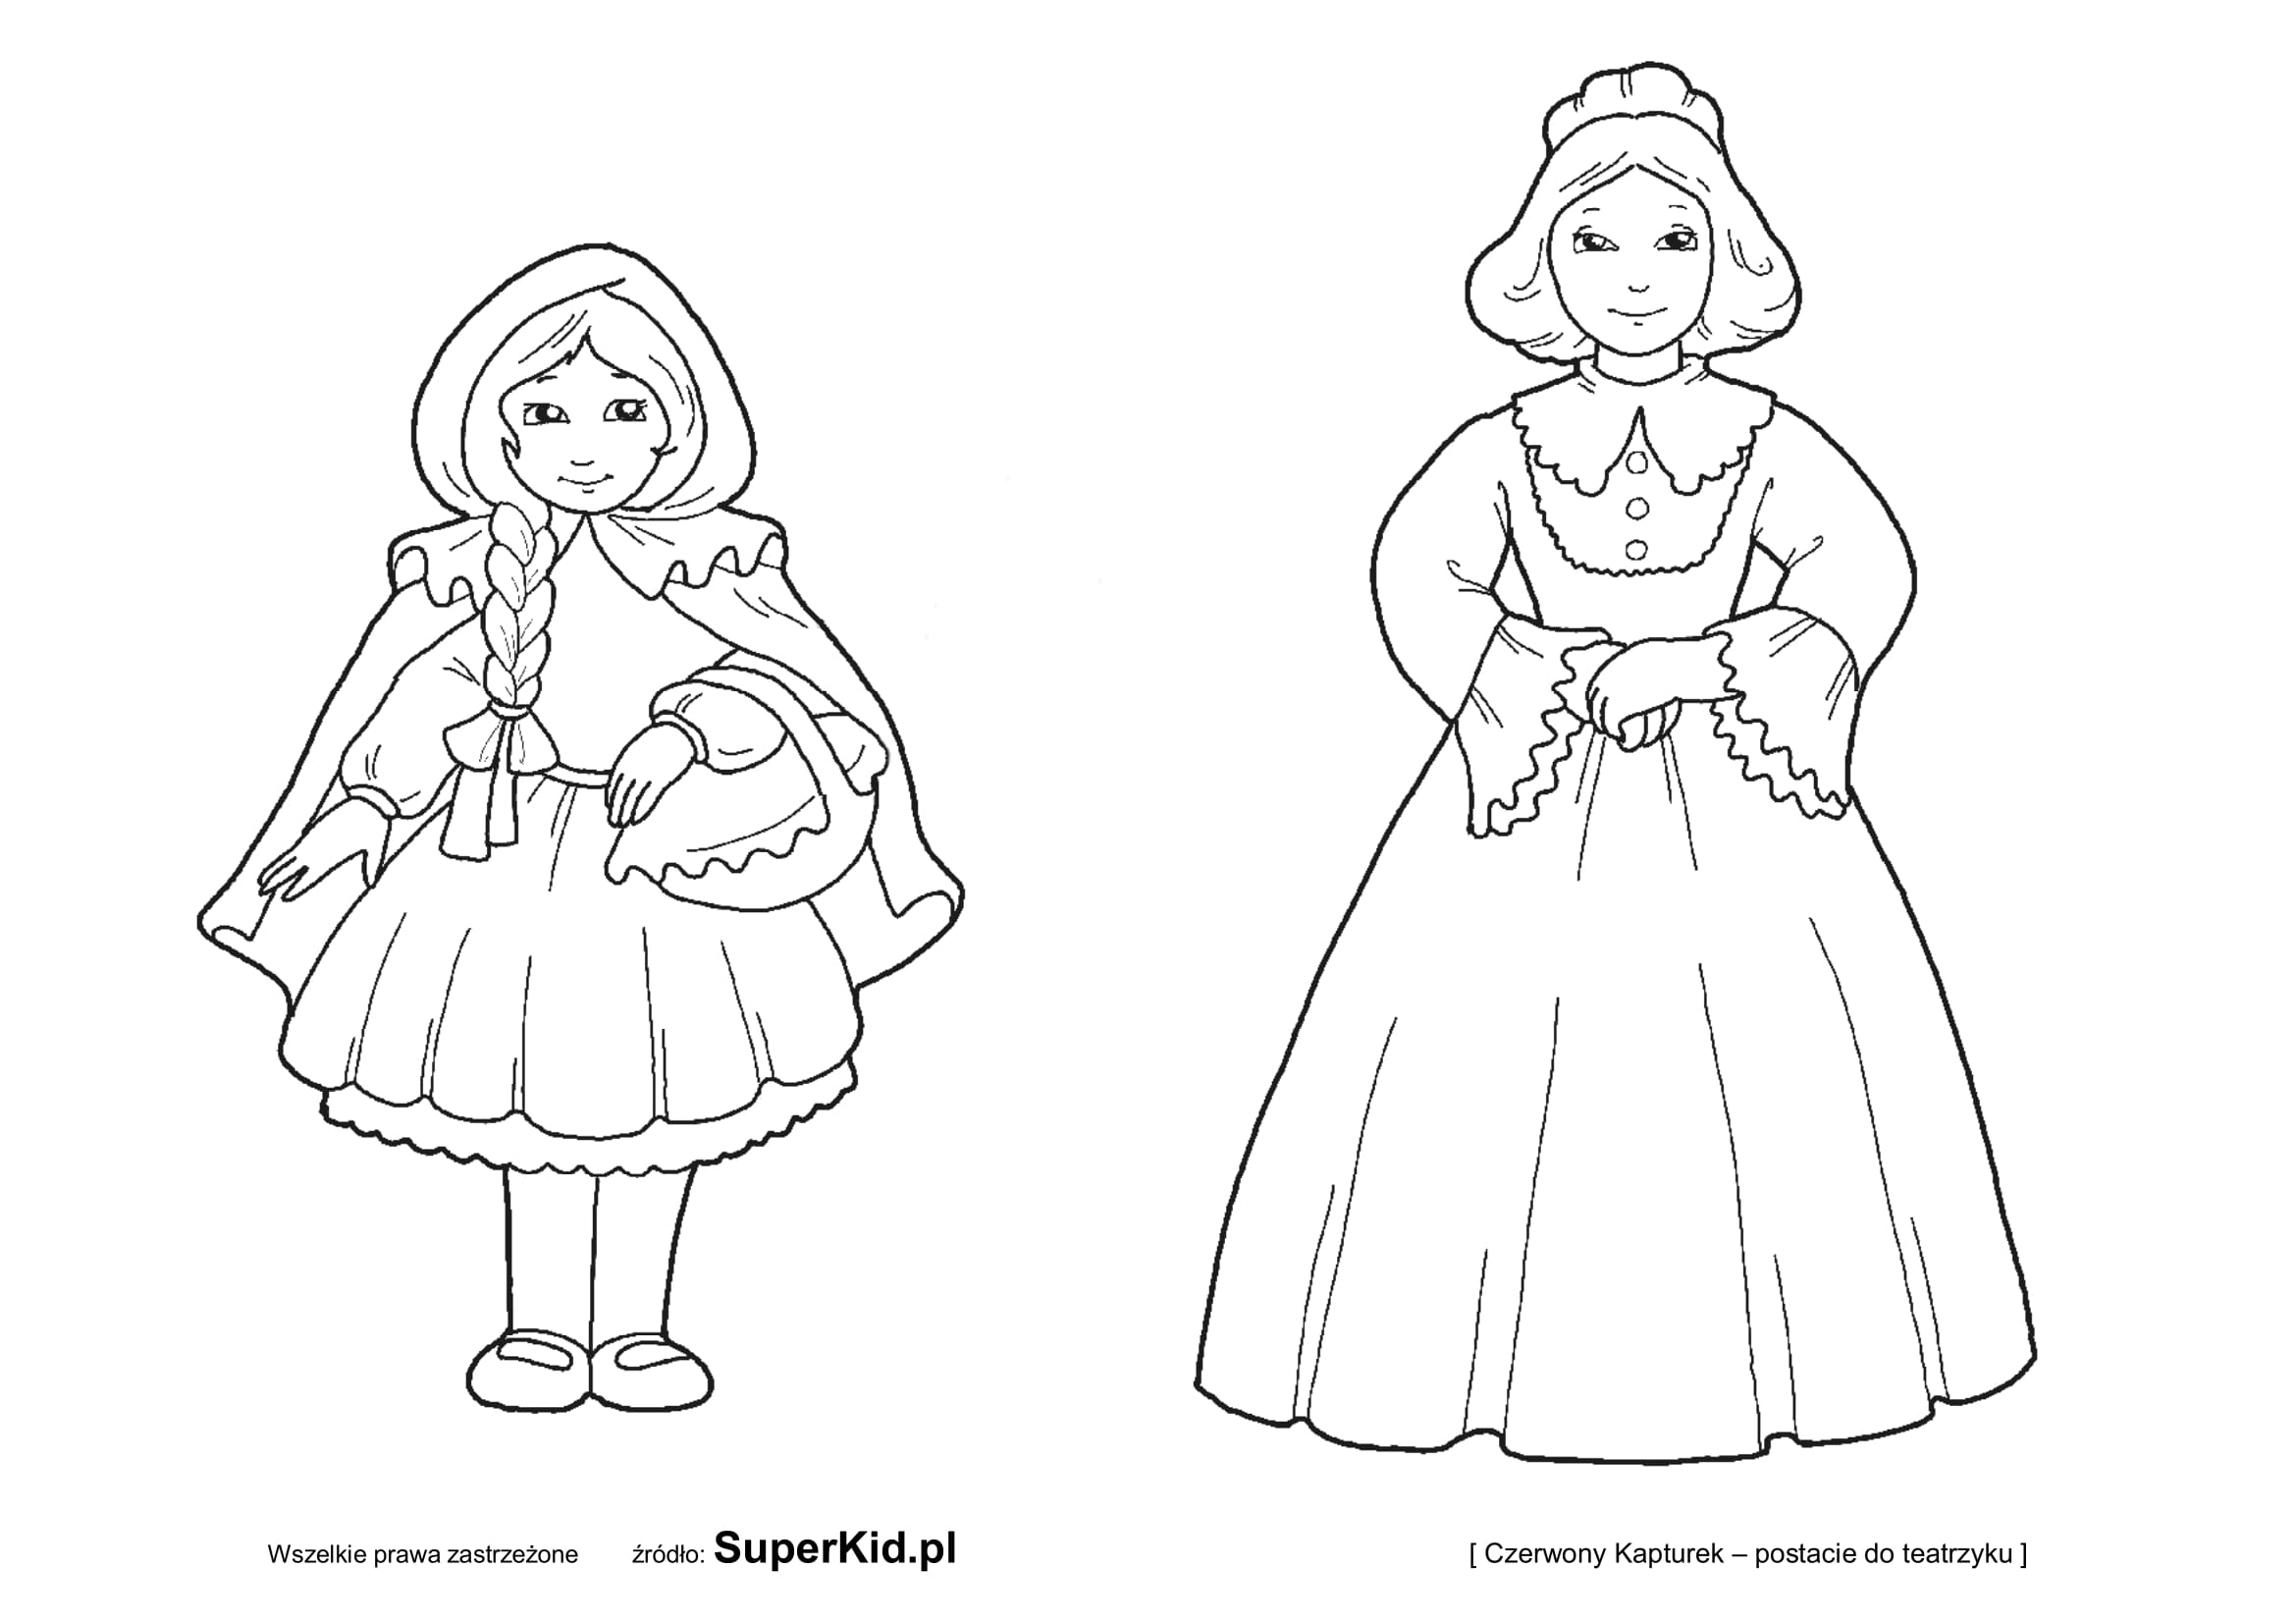 Wszelkie prawa zastrzeżone źródło: SuperKid.pl [ Czerwony Kapturek – postacie do teatrzyku ]